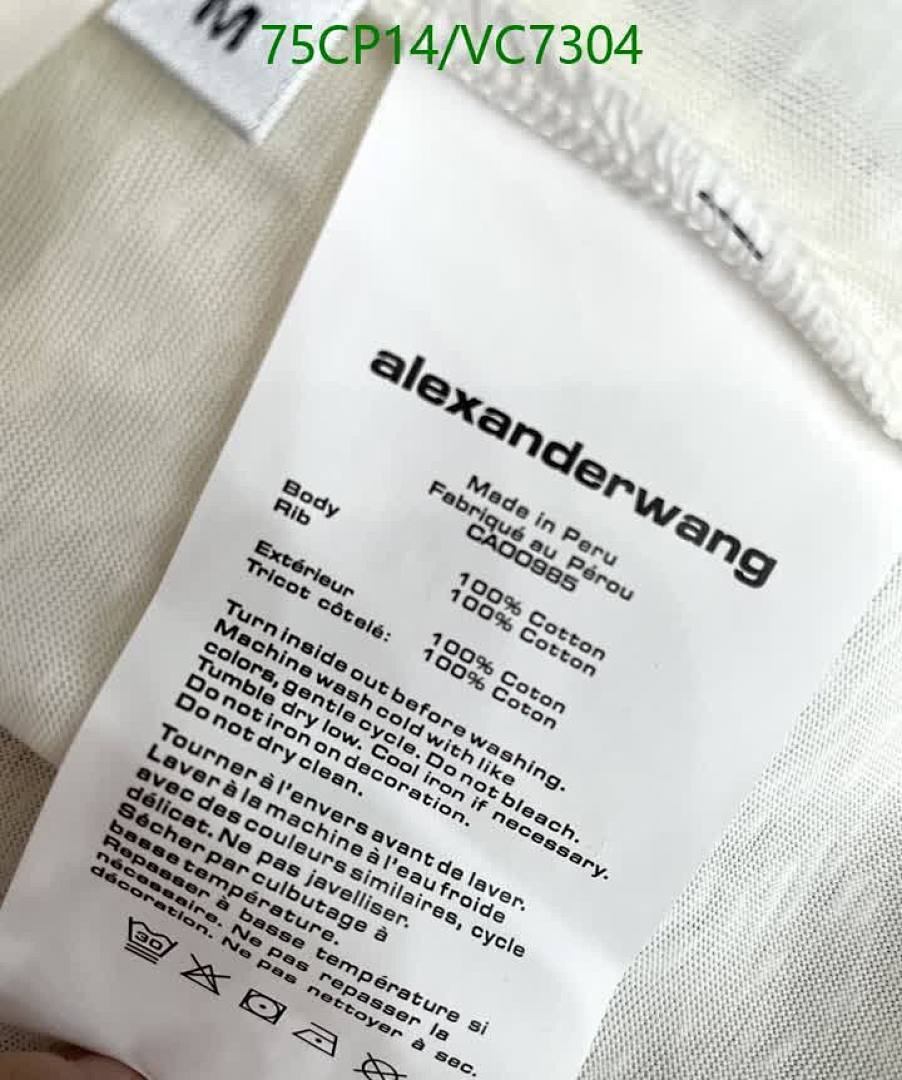 75CP14/VC7304
M
alexanderwang
Made in Peru
Fabriqué au Pérou
CA00985
Body 100% Cotton
Rib 100% Cotton
Extérieur 100% Coton
Tricot côtelé: 100% Coton
Turn inside out before washing.
Machine wash cold with like
colors, gentle cycle. Do not bleach.
Tumble dry low. Cool iron if necessary.
Do not iron on decoration.
Do not dry clean.
Tourner à l'envers avant de laver.
Laver à la machine à l'eau froide
avec des couleurs similaires, cycle
délicat. Ne pas javelliser.
Sécher par culbutage à
basse température.
Repasser à basse température si
nécessaire. Ne pas repasser la
décoration. Ne pas nettoyer à sec.
30